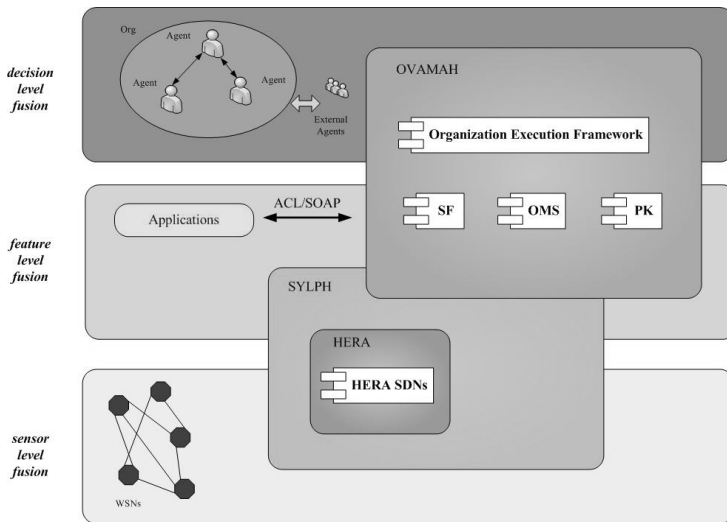 decision
level
fusion
Org
Agent
Agent
Agent
External
Agents
OVAMAH
Organization Execution Framework
SF
OMS
PK
feature
level
fusion
Applications
ACL/SOAP
SYLPH
HERA
HERA SDNs
sensor
level
fusion
WSNs